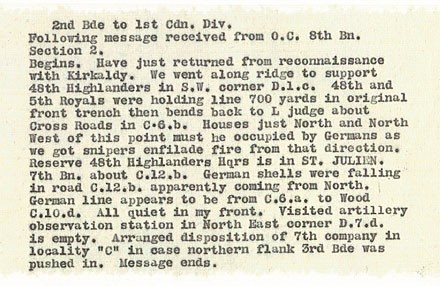 2nd Bde to 1st Cdn. Div.
Following message received from O.C. 8th Bn.
Section 2.
Begins. Have just returned from reconnaissance
with Kirkaldy. We went along ridge to support
48th Highlanders in S.W. corner D.1.c. 48th and
5th Royals were holding line 700 yards in original
front trench then bends back to L judge about
Cross Roads in C.6.b. Houses just North and North
West of this point must he occupied by Germans as
we got snipers enfilade fire from that direction.
Reserve 48th Highlanders Hqrs is in ST. JULIEN.
7th Bn. about C.12.b. German shells were falling
in road C.12.b. apparently coming from North.
German line appears to be from C.6.a. to Wood
C.10.d. All quiet in my front. Visited artillery
observation station in North East corner D.7.d.
is empty. Arranged disposition of 7th company in
locality "C" in case northern flank 3rd Bde was
pushed in. Message ends.